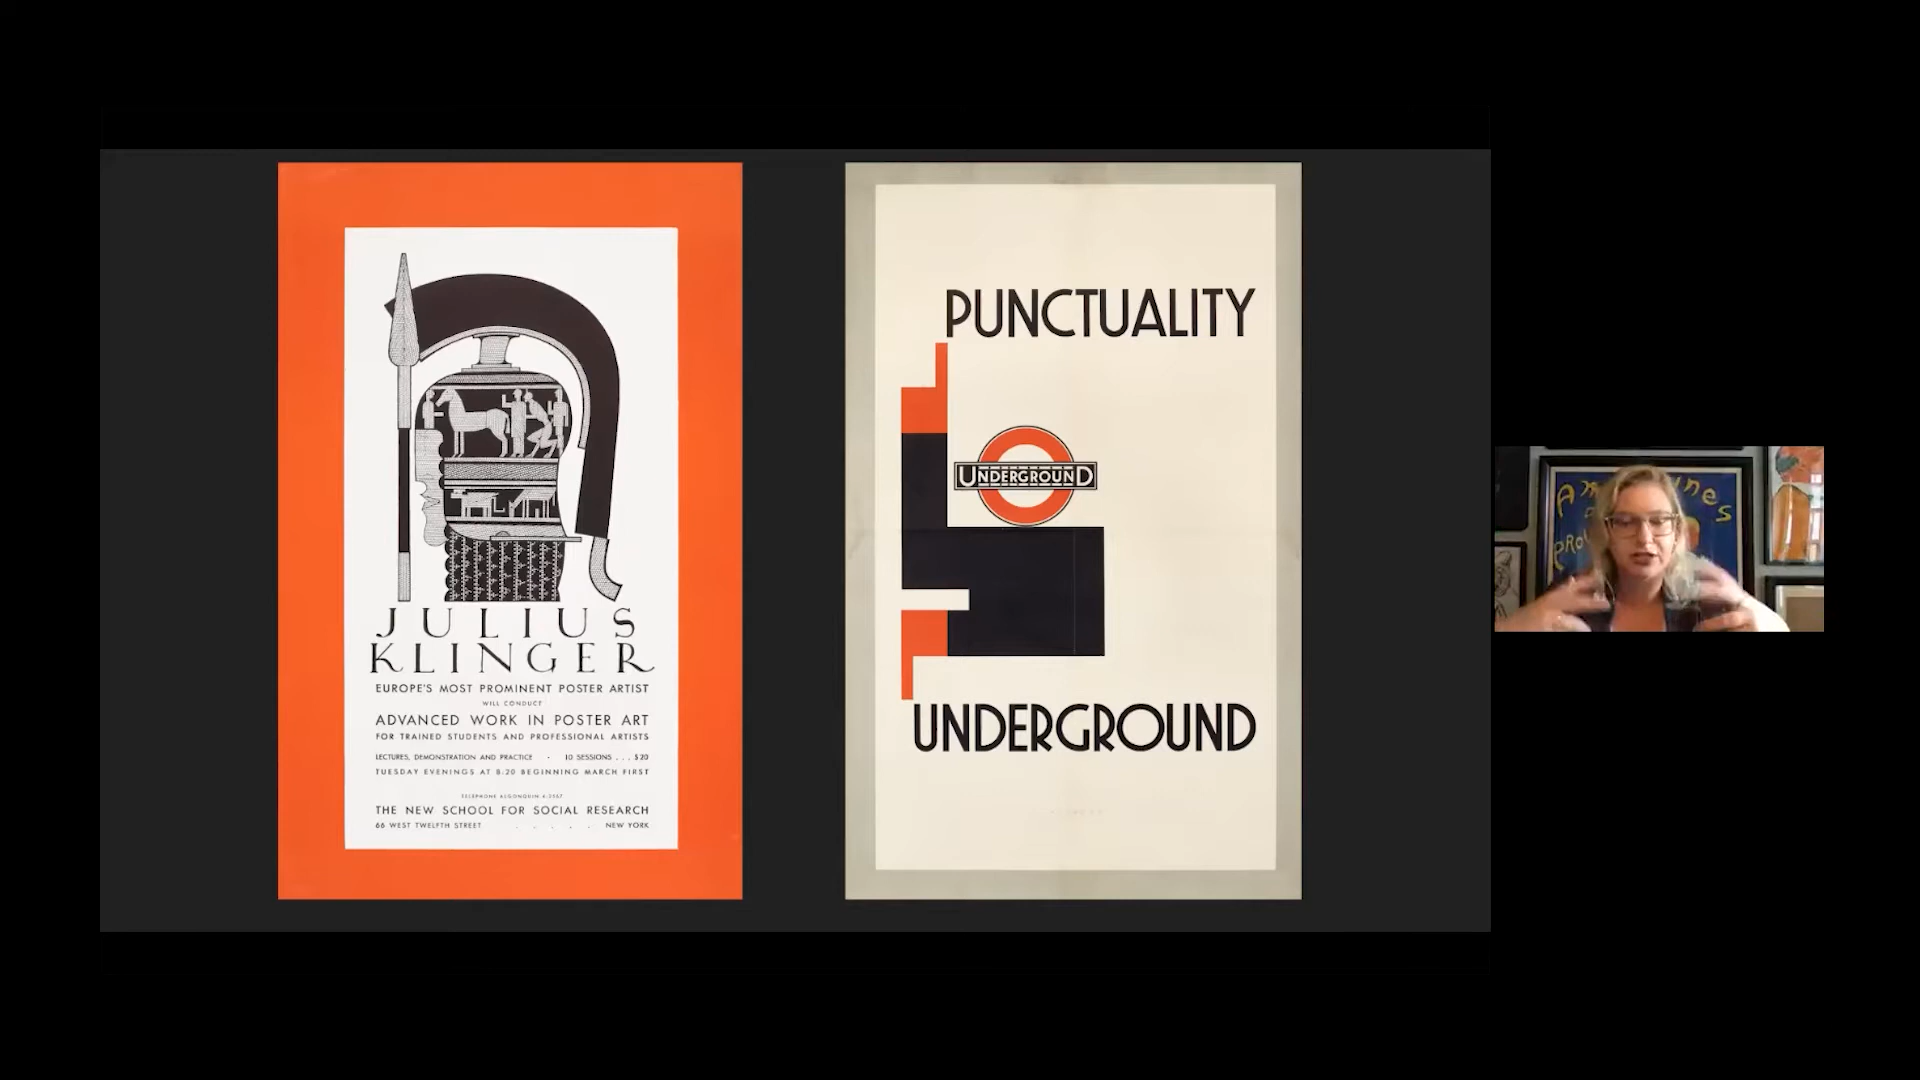 JULIUS
KLINGER
EUROPE'S MOST PROMINENT POSTER ARTIST
WILL CONDUCT
ADVANCED WORK IN POSTER ART
FOR TRAINED STUDENTS AND PROFESSIONAL ARTISTS
LECTURES, DEMONSTRATION AND PRACTICE · 10 SESSIONS . . . $20
TUESDAY EVENINGS AT 8:20 BEGINNING MARCH FIRST
TELEPHONE ALGONQUIN
THE NEW SCHOOL FOR SOCIAL RESEARCH
66 WEST TWELFTH STREET . . . . . NEW YORK
PUNCTUALITY
UNDERGROUND
UNDERGROUND